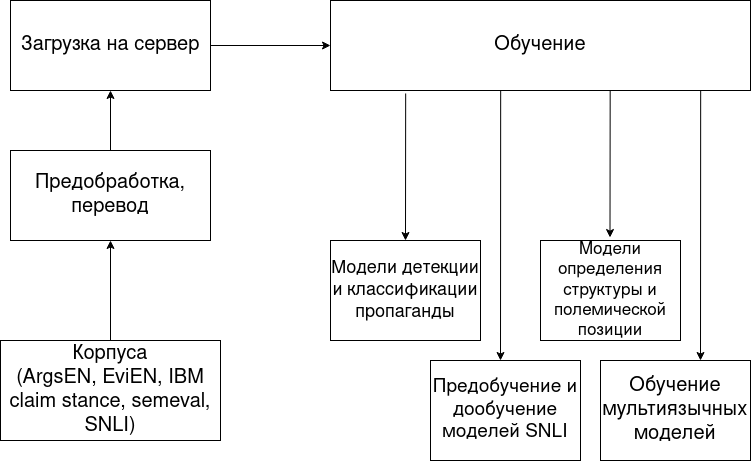 Загрузка на сервер
Обучение
Предобработка,
перевод
Модели детекции
и классификации
пропаганды
Модели
определения
структуры и
полемической
позиции
Корпуса
(ArgsEN, EviEN, IBM
claim stance, semeval,
SNLI)
Предобучение и
дообучение
моделей SNLI
Обучение
мультиязычных
моделей